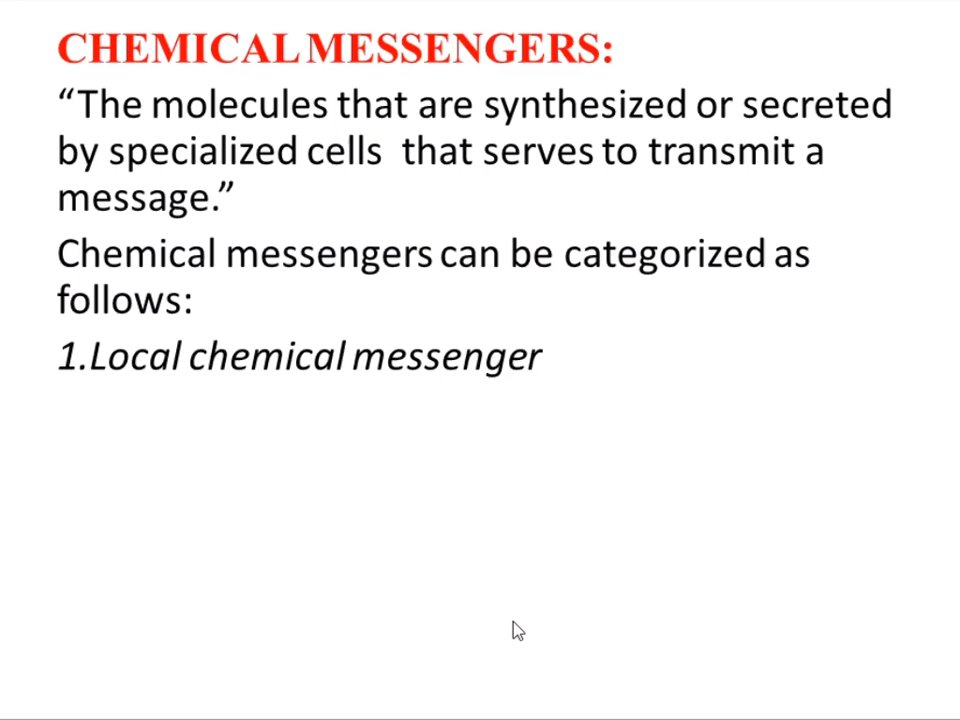 CHEMICAL MESSENGERS:
“The molecules that are synthesized or secreted
by specialized cells  that serves to transmit a
message.”
Chemical messengers can be categorized as
follows:
1.Local chemical messenger